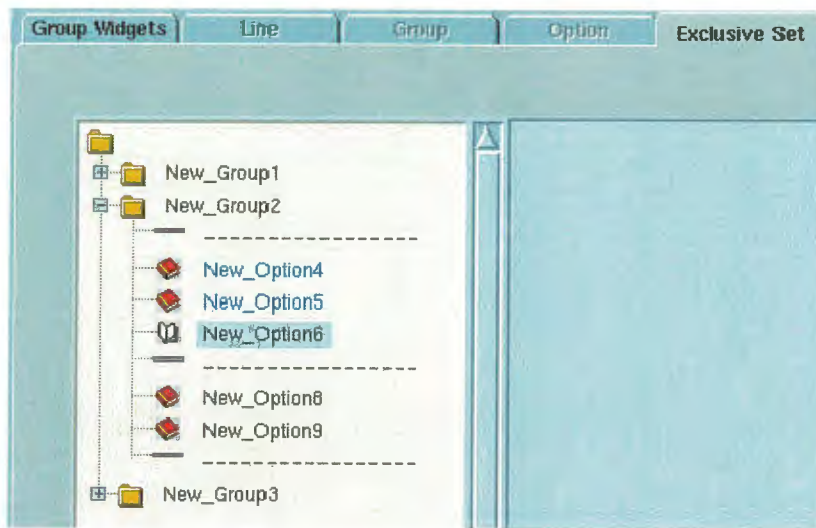 Group Widgets Line Group Option Exclusive Set
New_Group1
New_Group2
New_Option4
New_Option5
New_Option6
New_Option8
New_Option9
New_Group3